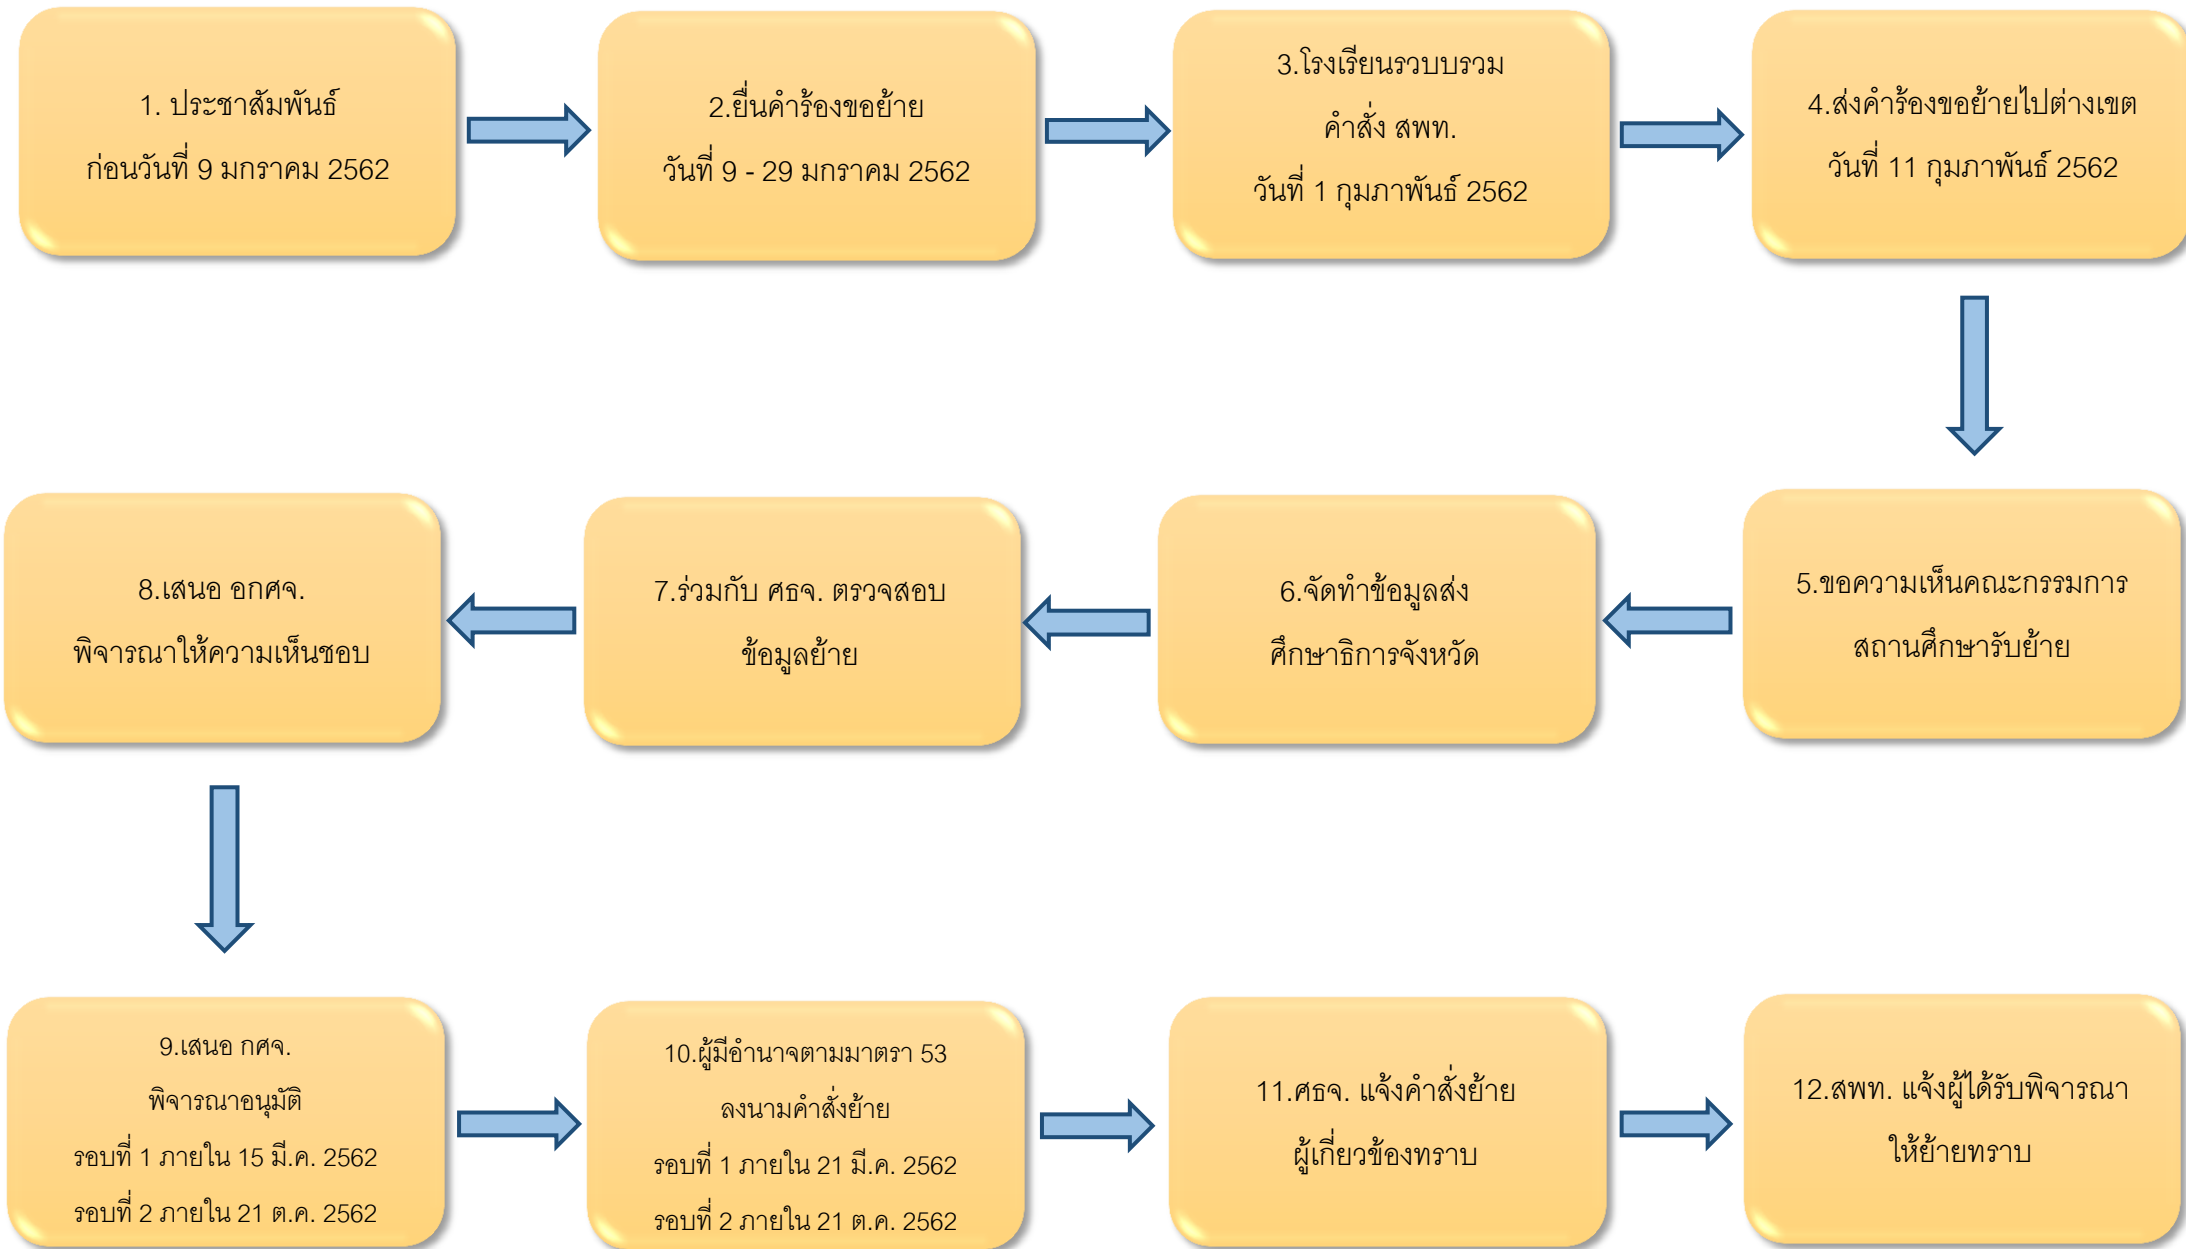 1. ประชาสัมพันธ์
ก่อนวันที่ 9 มกราคม 2562
2.ยื่นคำร้องขอย้าย
วันที่ 9 - 29 มกราคม 2562
3.โรงเรียนรวบบรวม
คำสั่ง สพท.
วันที่ 1 กุมภาพันธ์ 2562
4.ส่งคำร้องขอย้ายไปต่างเขต
วันที่ 11 กุมภาพันธ์ 2562
5.ขอความเห็นคณะกรรมการ
สถานศึกษารับย้าย
6.จัดทำข้อมูลส่ง
ศึกษาธิการจังหวัด
7.ร่วมกับ ศธจ. ตรวจสอบ
ข้อมูลย้าย
8.เสนอ อกศจ.
พิจารณาให้ความเห็นชอบ
9.เสนอ กศจ.
พิจารณาอนุมัติ
รอบที่ 1 ภายใน 15 มี.ค. 2562
รอบที่ 2 ภายใน 21 ต.ค. 2562
10.ผู้มีอำนาจตามมาตรา 53
ลงนามคำสั่งย้าย
รอบที่ 1 ภายใน 21 มี.ค. 2562
รอบที่ 2 ภายใน 21 ต.ค. 2562
11.ศธจ. แจ้งคำสั่งย้าย
ผู้เกี่ยวข้องทราบ
12.สพท. แจ้งผู้ได้รับพิจารณา
ให้ย้ายทราบ